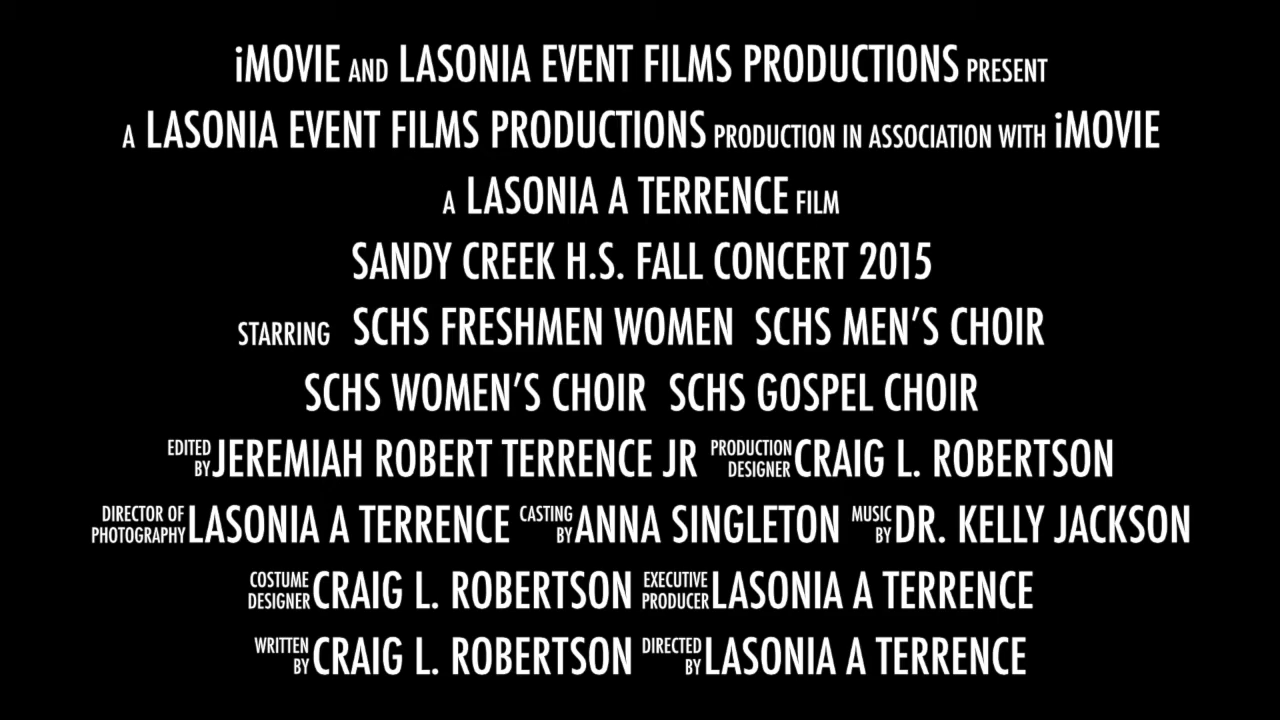 iMOVIE AND LASONIA EVENT FILMS PRODUCTIONS PRESENT
A LASONIA EVENT FILMS PRODUCTIONS PRODUCTION IN ASSOCIATION WITH iMOVIE
A LASONIA A TERRENCE FILM
SANDY CREEK H.S. FALL CONCERT 2015
STARRING SCHS FRESHMEN WOMEN SCHS MEN’S CHOIR
SCHS WOMEN’S CHOIR SCHS GOSPEL CHOIR
EDITED BY JEREMIAH ROBERT TERRENCE JR PRODUCTION DESIGNER CRAIG L. ROBERTSON
DIRECTOR OF PHOTOGRAPHY LASONIA A TERRENCE CASTING BY ANNA SINGLETON MUSIC BY DR. KELLY JACKSON
COSTUME DESIGNER CRAIG L. ROBERTSON EXECUTIVE PRODUCER LASONIA A TERRENCE
WRITTEN BY CRAIG L. ROBERTSON DIRECTED BY LASONIA A TERRENCE